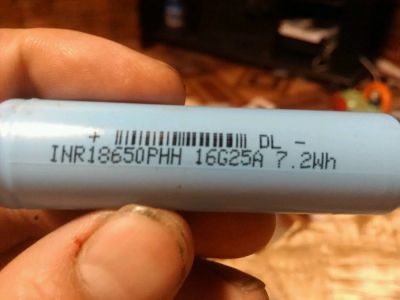 + DL -
INR18650PHH 16G25A 7.2Wh